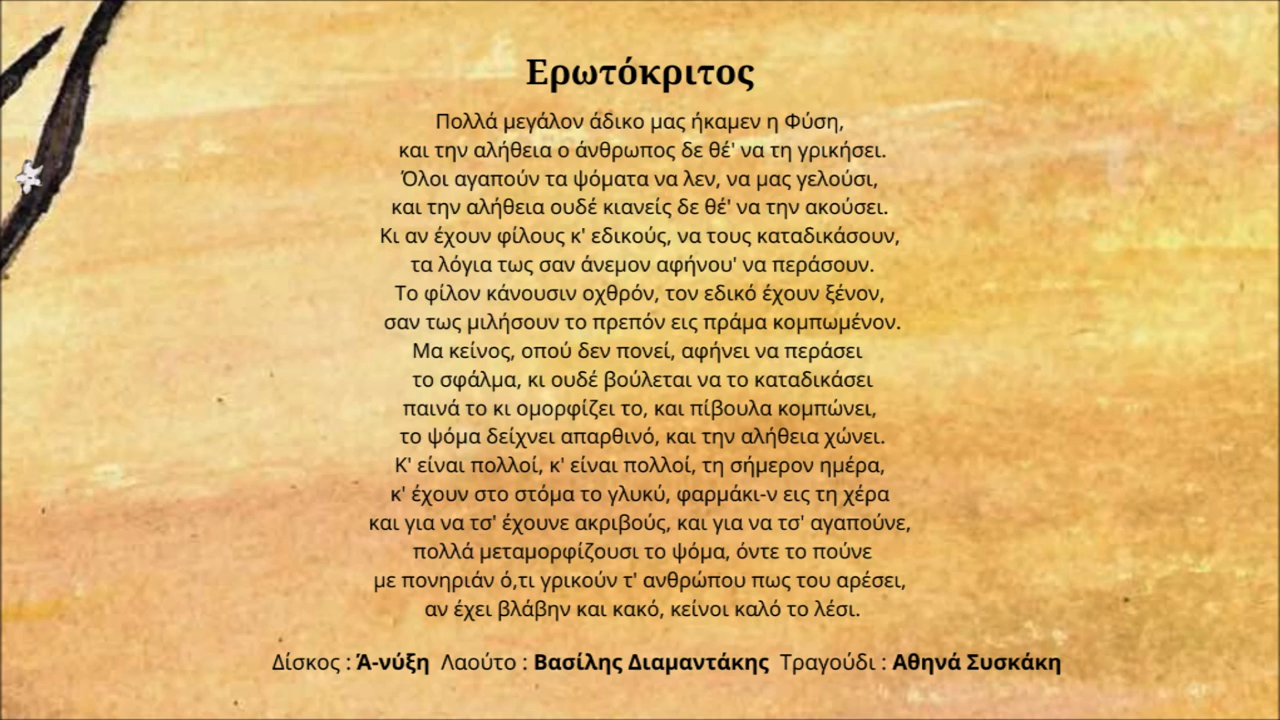 Ερωτόκριτος
Πολλά μεγάλον άδικο μας ήκαμεν η Φύση,
και την αλήθεια ο άνθρωπος δε θέ' να τη γρικήσει.
Όλοι αγαπούν τα ψόματα να λεν, να μας γελούσι,
και την αλήθεια ουδέ κιανείς δε θέ' να την ακούσει.
Κι αν έχουν φίλους κ' εδικούς, να τους καταδικάσουν,
τα λόγια τως σαν άνεμον αφήνου' να περάσουν.
Το φίλον κάνουσιν οχθρόν, τον εδικό έχουν ξένον,
σαν τως μιλήσουν το πρεπόν εις πράμα κομπωμένον.
Μα κείνος, οπού δεν πονεί, αφήνει να περάσει
το σφάλμα, κι ουδέ βούλεται να το καταδικάσει
παινά το κι ομορφίζει το, και πίβουλα κομπώνει,
το ψόμα δείχνει απαρθινό, και την αλήθεια χώνει.
Κ' είναι πολλοί, κ' είναι πολλοί, τη σήμερον ημέρα,
κ' έχουν στο στόμα το γλυκύ, φαρμάκι-ν εις τη χέρα
και για να τσ' έχουνε ακριβούς, και για να τσ' αγαπούνε,
πολλά μεταμορφίζουσι το ψόμα, όντε το πούνε
με πονηριάν ό,τι γρικούν τ' ανθρώπου πως του αρέσει,
αν έχει βλάβην και κακό, κείνοι καλό το λέσι.
Δίσκος : Ά-νύξη Λαούτο : Βασίλης Διαμαντάκης Τραγούδι : Αθηνά Συσκάκη